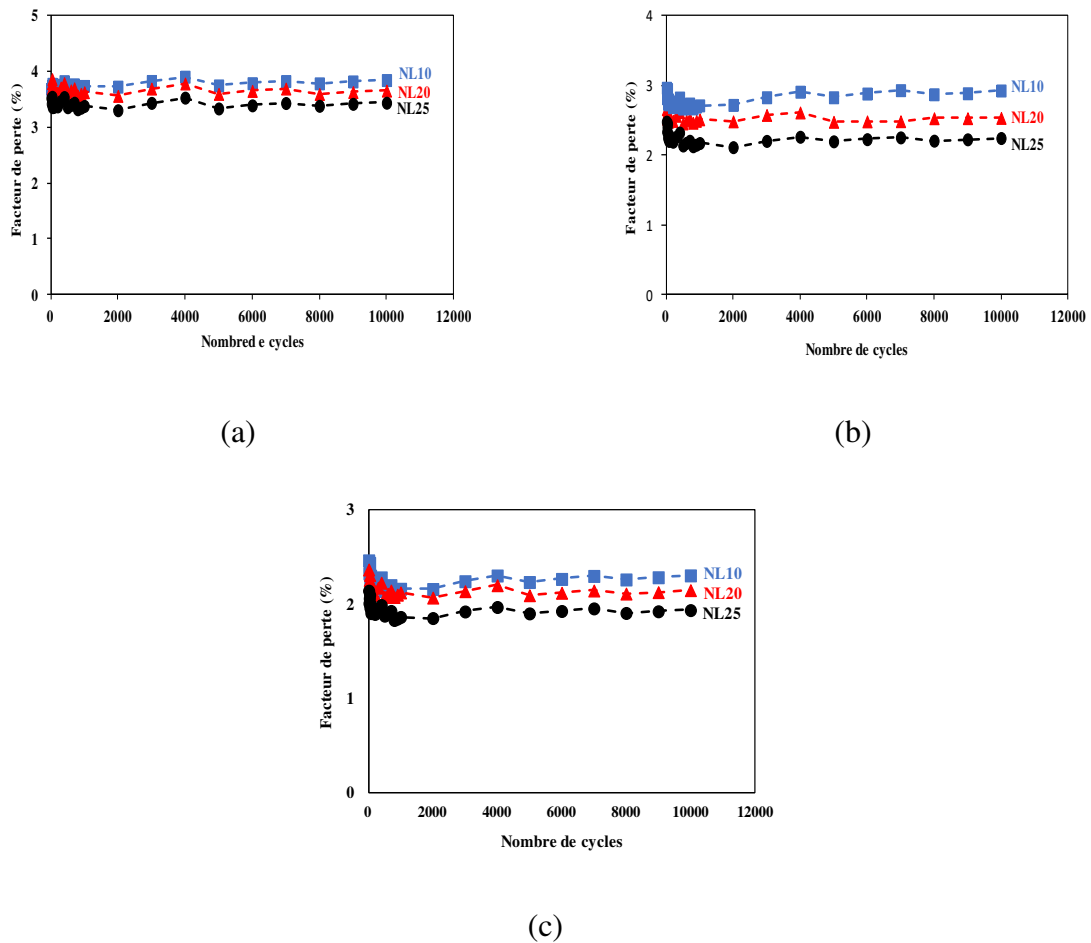 5
4
3
2
1
0
Facteur de perte (%)
NL10
NL20
NL25
0 2000 4000 6000 8000 10000 12000
Nombred e cycles
(a)
4
3
2
1
0
Facteur de perte (%)
NL10
NL20
NL25
0 2000 4000 6000 8000 10000 12000
Nombre de cycles
(b)
3
2
1
0
Facteur de perte (%)
NL10
NL20
NL25
0 2000 4000 6000 8000 10000 12000
Nombre de cycles
(c)